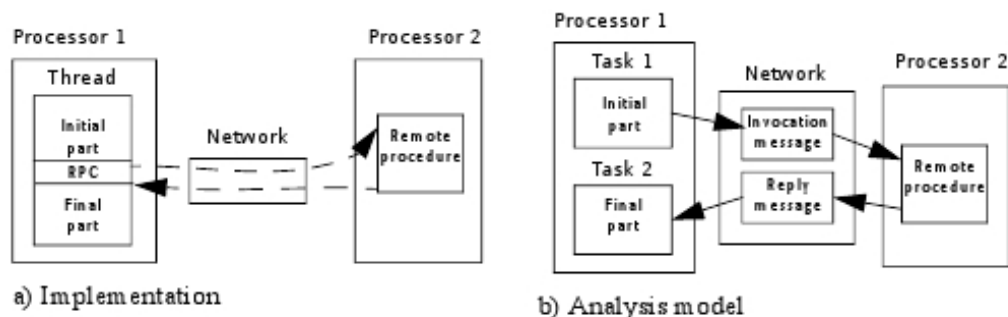 Processor 1
Processor 2
Thread
Initial
part
RPC
Final
part
Network
Remote
procedure
a) Implementation
Processor 1
Task 1
Initial
part
Task 2
Final
part
Network
Invocation
message
Reply
message
Processor 2
Remote
procedure
b) Analysis model